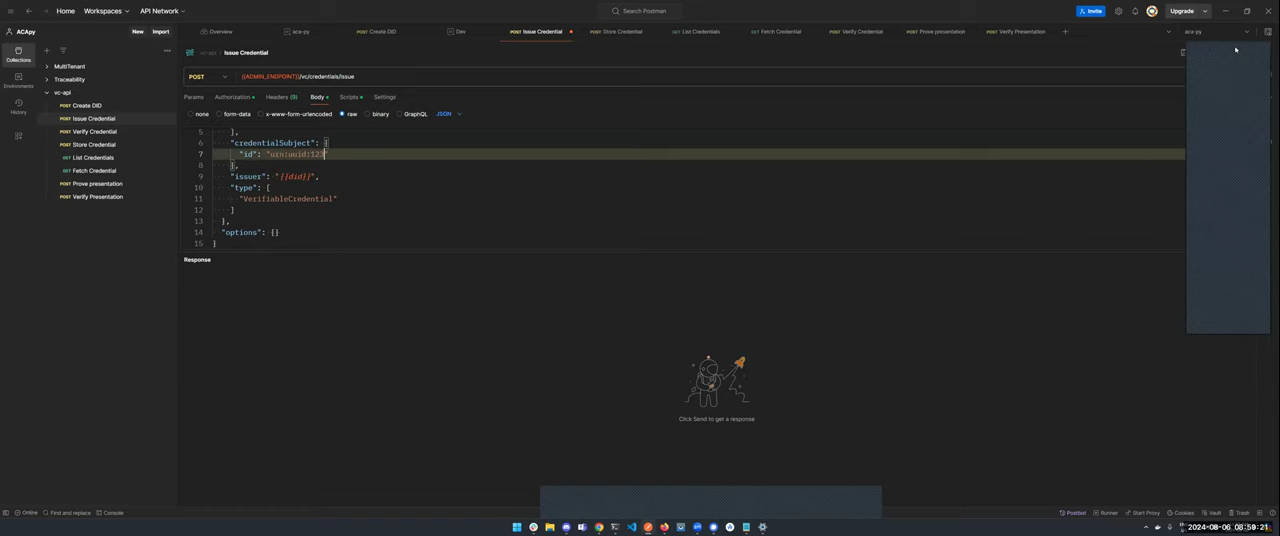 Home Workspaces API Network Search Postman Invite Upgrade
ACApy New Import Overview aca-py POST Create DID Dev POST Issue Credential POST Store Credential GET List Credentials GET Fetch Credential POST Verify Credential POST Prove presentation POST Verify Presentation aca-py
Collections
Environments
History
MultiTenant
Traceability
vc-api
POST Create DID
POST Issue Credential
POST Verify Credential
POST Store Credential
GET List Credentials
GET Fetch Credential
POST Prove presentation
POST Verify Presentation
vc-api / Issue Credential
POST {{ADMIN_ENDPOINT}}/vc/credentials/issue
Params Authorization Headers (9) Body Scripts Settings
none form-data x-www-form-urlencoded raw binary GraphQL JSON
5 ],
6 "credentialSubject": {
7 "id": "urn:uuid:123"
8 },
9 "issuer": "{{did}}",
10 "type": [
11 "VerifiableCredential"
12 ]
13 },
14 "options": {}
15 }
Response
Click Send to get a response
Online Find and replace Console Postbot Runner Start Proxy Cookies Vault Trash
2024-08-06 08:59:21